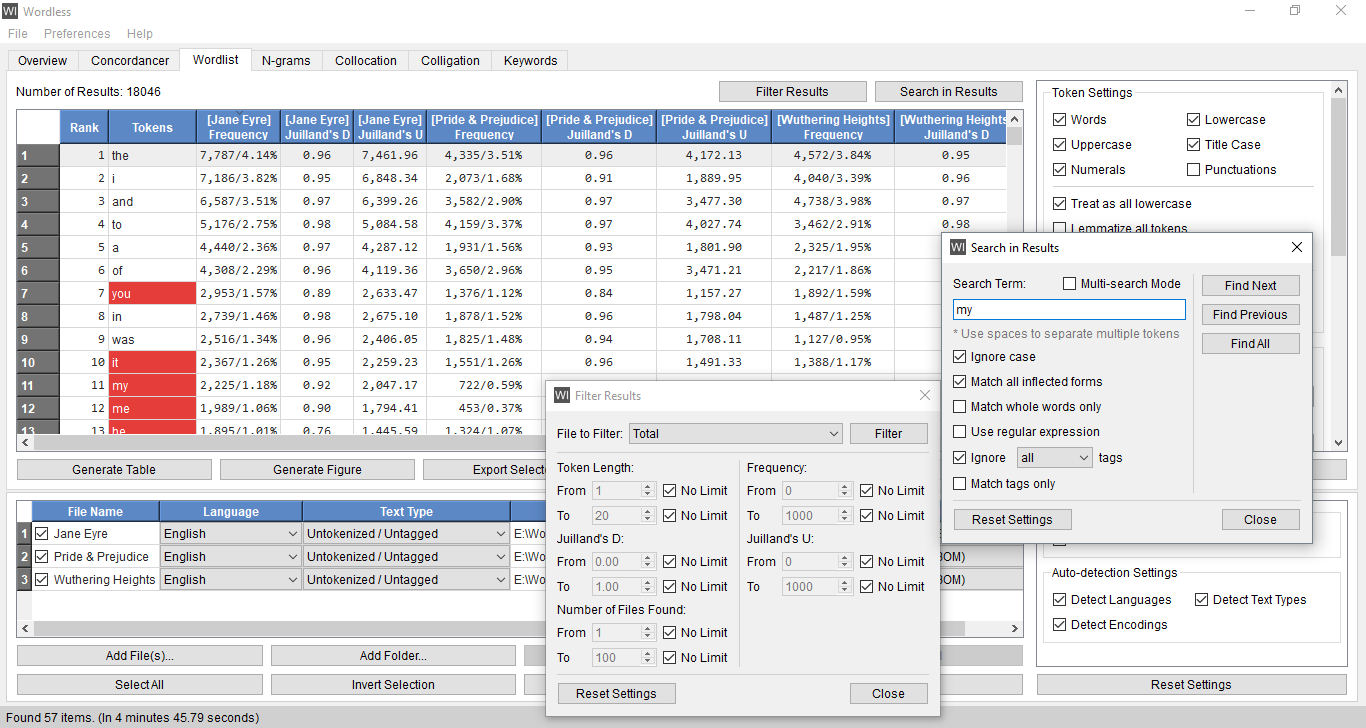 WI Wordless
File Preferences Help
Overview Concordancer Wordlist N-grams Collocation Colligation Keywords
Number of Results: 18046 Filter Results Search in Results
Rank Tokens [Jane Eyre] Frequency [Jane Eyre] Juilland's D [Jane Eyre] Juilland's U [Pride & Prejudice] Frequency [Pride & Prejudice] Juilland's D [Pride & Prejudice] Juilland's U [Wuthering Heights] Frequency [Wuthering Heights Juilland's D
1 1 the 7,787/4.14% 0.96 7,461.96 4,335/3.51% 0.96 4,172.13 4,572/3.84% 0.95
2 2 i 7,186/3.82% 0.95 6,848.34 2,073/1.68% 0.91 1,889.95 4,040/3.39% 0.96
3 3 and 6,587/3.51% 0.97 6,399.26 3,582/2.90% 0.97 3,477.30 4,738/3.98% 0.97
4 4 to 5,176/2.75% 0.98 5,084.58 4,159/3.37% 0.97 4,027.74 3,462/2.91% 0.98
5 5 a 4,440/2.36% 0.97 4,287.12 1,931/1.56% 0.93 1,801.90 2,325/1.95%
6 6 of 4,308/2.29% 0.96 4,119.36 3,650/2.96% 0.95 3,471.21 2,217/1.86%
7 7 you 2,953/1.57% 0.89 2,633.47 1,376/1.12% 0.84 1,157.27 1,892/1.59%
8 8 in 2,739/1.46% 0.98 2,675.10 1,878/1.52% 0.96 1,798.04 1,487/1.25%
9 9 was 2,516/1.34% 0.96 2,406.05 1,825/1.48% 0.94 1,708.11 1,127/0.95%
10 10 it 2,367/1.26% 0.95 2,259.23 1,551/1.26% 0.96 1,491.33 1,388/1.17%
11 11 my 2,225/1.18% 0.92 2,047.17 722/0.59%
12 12 me 1,989/1.06% 0.90 1,794.41 453/0.37%
13 13 he 1,895/1.01% 0.76 1,445.59 1,324/1.07%
Generate Table Generate Figure Export Selecte
Token Settings
Words Lowercase
Uppercase Title Case
Numerals Punctuations
Treat as all lowercase
Lemmatize all tokens
WI Search in Results
Search Term: Multi-search Mode
my
* Use spaces to separate multiple tokens
Ignore case
Match all inflected forms
Match whole words only
Use regular expression
Ignore all tags
Match tags only
Find Next
Find Previous
Find All
Reset Settings Close
WI Filter Results
File to Filter: Total Filter
Token Length: Frequency:
From 1 No Limit From 0 No Limit
To 20 No Limit To 1000 No Limit
Juilland's D: Juilland's U:
From 0.00 No Limit From 0 No Limit
To 1.00 No Limit To 1000 No Limit
Number of Files Found:
From 1 No Limit
To 100 No Limit
Reset Settings Close
File Name Language Text Type
1 Jane Eyre English Untokenized / Untagged E:\Wo
2 Pride & Prejudice English Untokenized / Untagged E:\Wo OM)
3 Wuthering Heights English Untokenized / Untagged E:\Wo OM)
Auto-detection Settings
Detect Languages Detect Text Types
Detect Encodings
Add File(s)... Add Folder...
Select All Invert Selection Reset Settings
Found 57 items. (In 4 minutes 45.79 seconds)